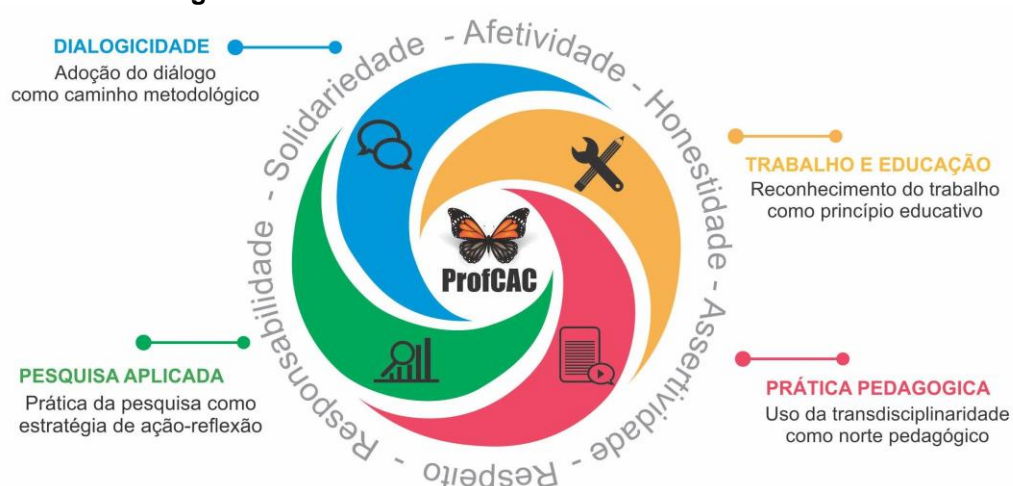 DIALOGICIDADE
Adoção do diálogo
como caminho metodológico
TRABALHO E EDUCAÇÃO
Reconhecimento do trabalho
como princípio educativo
ProfCAC
PESQUISA APLICADA
Prática da pesquisa como
estratégia de ação-reflexão
PRÁTICA PEDAGOGICA
Uso da transdisciplinaridade
como norte pedagógico
Solidariedade - Afetividade - Honestidade - Assertividade - Respeito - Responsabilidade -